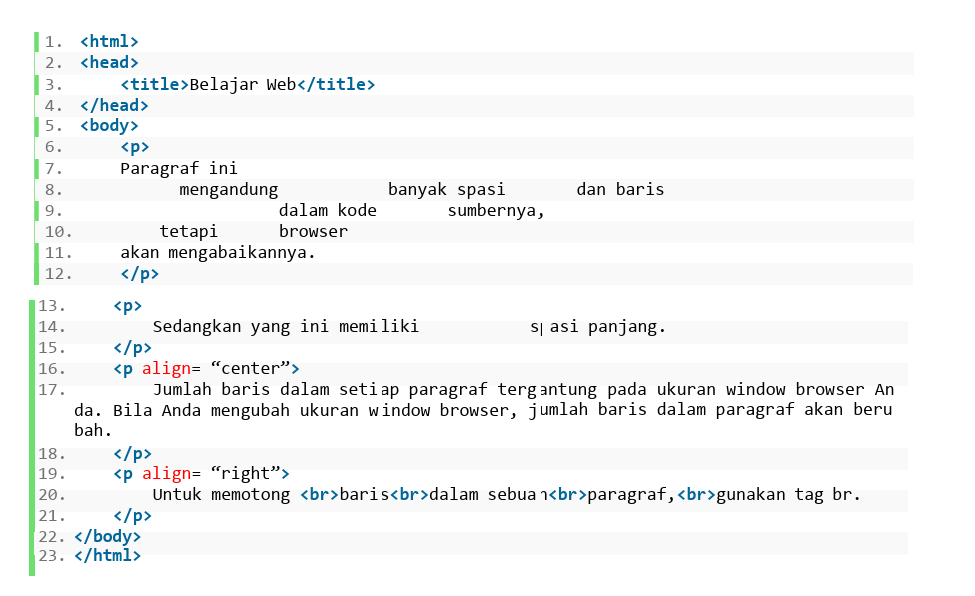 1. <html>
2. <head>
3. <title>Belajar Web</title>
4. </head>
5. <body>
6. <p>
7. Paragraf ini
8. mengandung banyak spasi dan baris
9. dalam kode sumbernya,
10. tetapi browser
11. akan mengabaikannya.
12. </p>
13. <p>
14. Sedangkan yang ini memiliki spasi panjang.
15. </p>
16. <p align= “center”>
17. Jumlah baris dalam setiap paragraf tergantung pada ukuran window browser An
da. Bila Anda mengubah ukuran window browser, jumlah baris dalam paragraf akan beru
bah.
18. </p>
19. <p align= “right”>
20. Untuk memotong <br>baris<br>dalam sebuah<br>paragraf,<br>gunakan tag br.
21. </p>
22. </body>
23. </html>